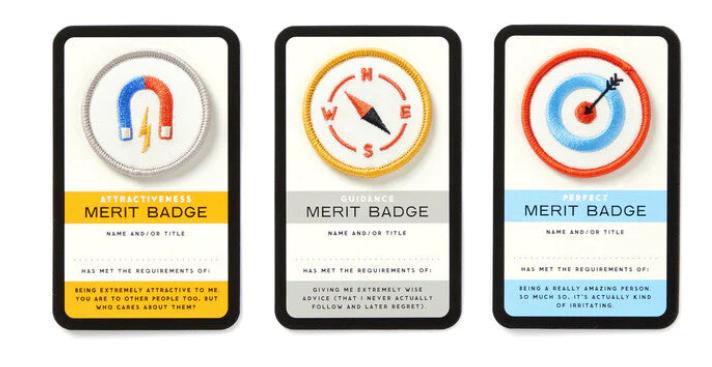 ATTRACTIVENESS
MERIT BADGE
NAME AND/OR TITLE
HAS MET THE REQUIREMENTS OF:
BEING EXTREMELY ATTRACTIVE TO ME.
YOU ARE TO OTHER PEOPLE TOO, BUT
WHO CARES ABOUT THEM?
N
W E
S
GUIDANCE
MERIT BADGE
NAME AND/OR TITLE
HAS MET THE REQUIREMENTS OF:
GIVING ME EXTREMELY WISE
ADVICE (THAT I NEVER ACTUALLY
FOLLOW AND LATER REGRET).
PERFECT
MERIT BADGE
NAME AND/OR TITLE
HAS MET THE REQUIREMENTS OF:
BEING A REALLY AMAZING PERSON.
SO MUCH SO, IT'S ACTUALLY KIND
OF IRRITATING.